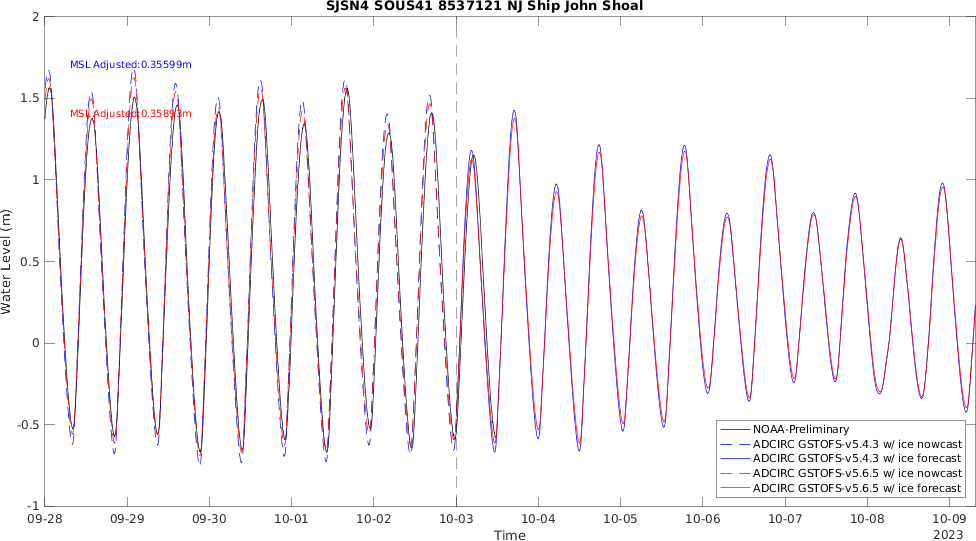 SJSN4 SOUS41 8537121 NJ Ship John Shoal
2
1.5
1
0.5
0
-0.5
-1
Water Level (m)
MSL Adjusted:0.35599m
MSL Adjusted:0.35893m
NOAA-Preliminary
ADCIRC GSTOFS-v5.4.3 w/ ice nowcast
ADCIRC GSTOFS-v5.4.3 w/ ice forecast
ADCIRC GSTOFS-v5.6.5 w/ ice nowcast
ADCIRC GSTOFS-v5.6.5 w/ ice forecast
09-28 09-29 09-30 10-01 10-02 10-03 10-04 10-05 10-06 10-07 10-08 10-09
Time
2023